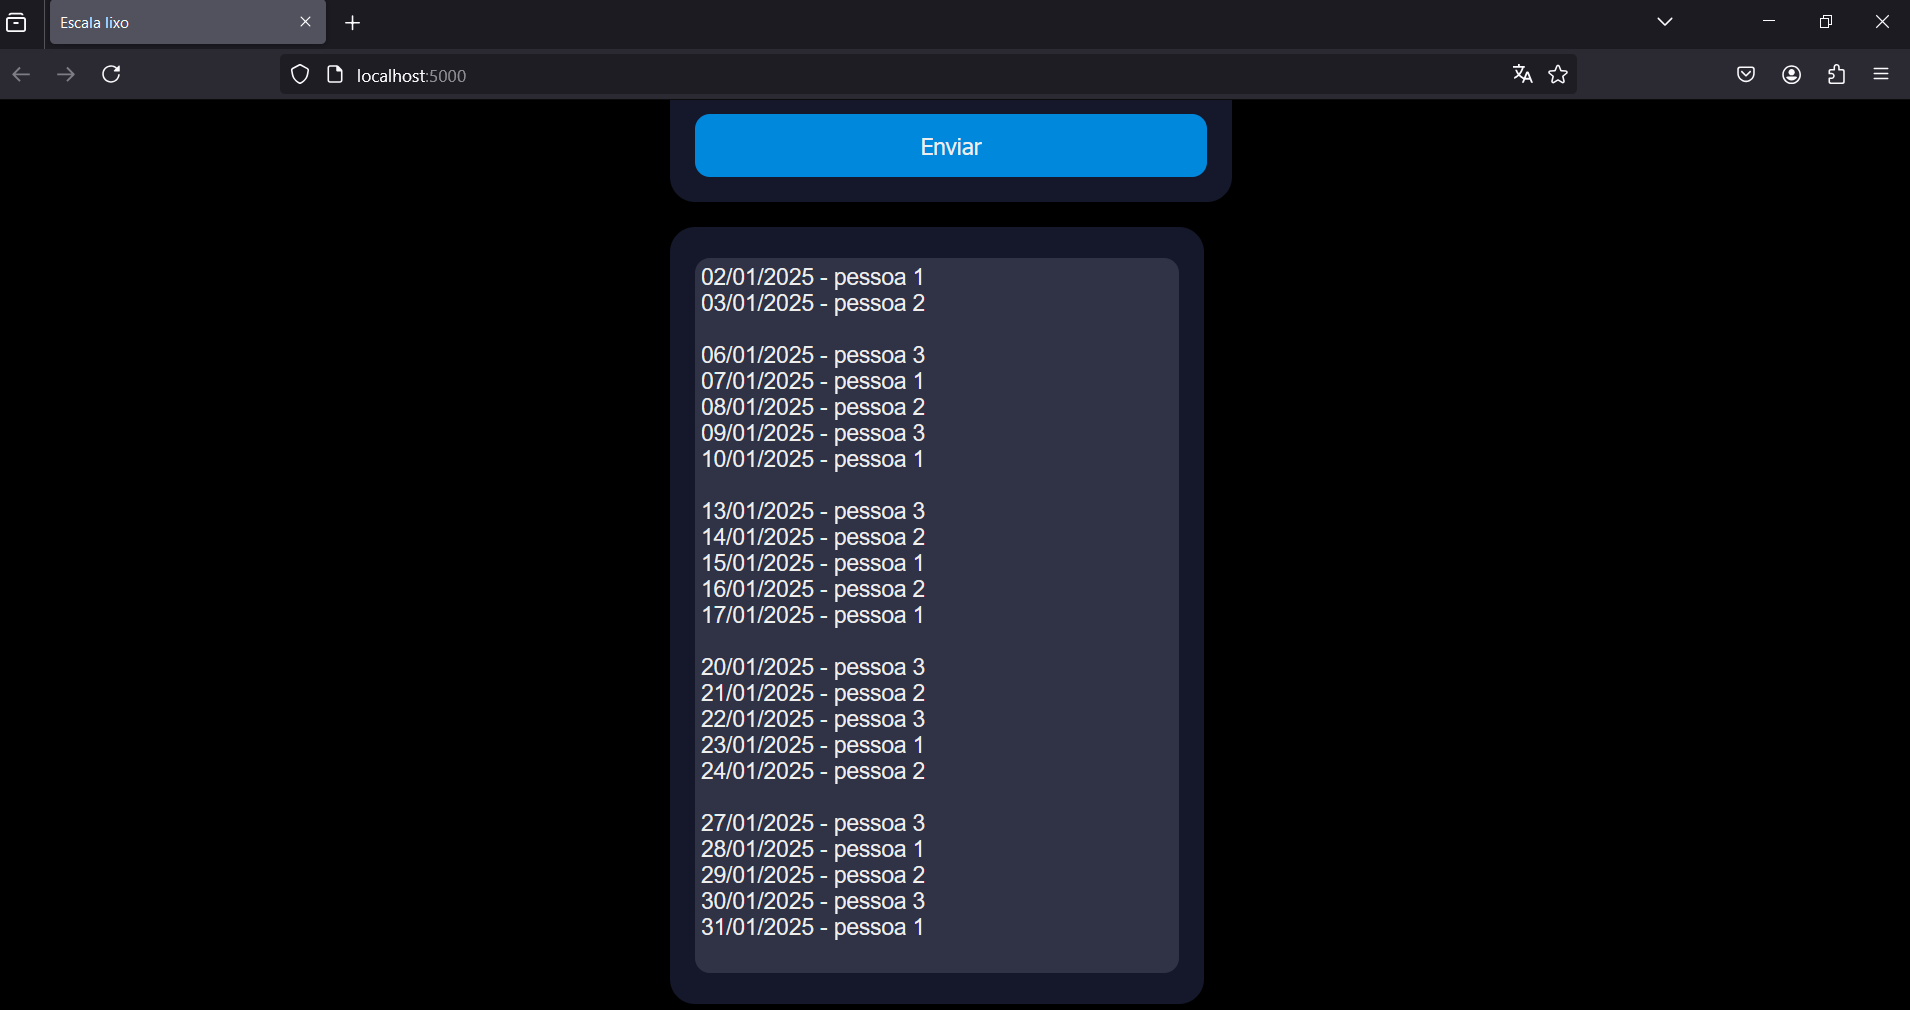 Escala lixo
localhost:5000
Enviar
02/01/2025 - pessoa 1
03/01/2025 - pessoa 2
06/01/2025 - pessoa 3
07/01/2025 - pessoa 1
08/01/2025 - pessoa 2
09/01/2025 - pessoa 3
10/01/2025 - pessoa 1
13/01/2025 - pessoa 3
14/01/2025 - pessoa 2
15/01/2025 - pessoa 1
16/01/2025 - pessoa 2
17/01/2025 - pessoa 1
20/01/2025 - pessoa 3
21/01/2025 - pessoa 2
22/01/2025 - pessoa 3
23/01/2025 - pessoa 1
24/01/2025 - pessoa 2
27/01/2025 - pessoa 3
28/01/2025 - pessoa 1
29/01/2025 - pessoa 2
30/01/2025 - pessoa 3
31/01/2025 - pessoa 1